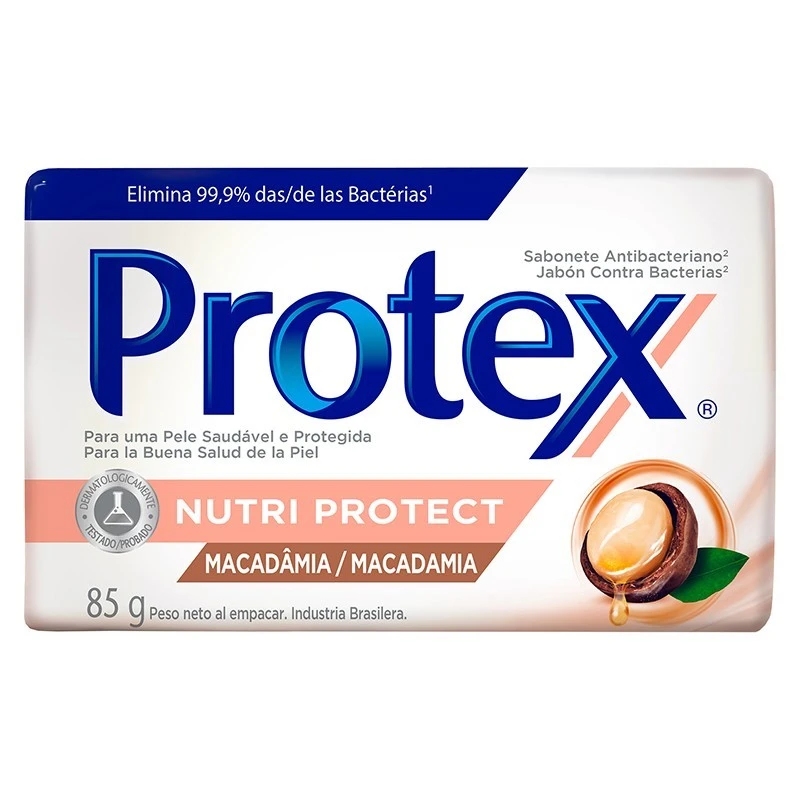 Elimina 99,9% das/de las Bactérias¹
Sabonete Antibacteriano²
Jabón Contra Bacterias²
Protex®
Para uma Pele Saudável e Protegida
Para la Buena Salud de la Piel
DERMATOLOGICAMENTE
TESTADO/PROBADO
NUTRI PROTECT
MACADÂMIA / MACADAMIA
85 g Peso neto al empacar. Industria Brasilera.